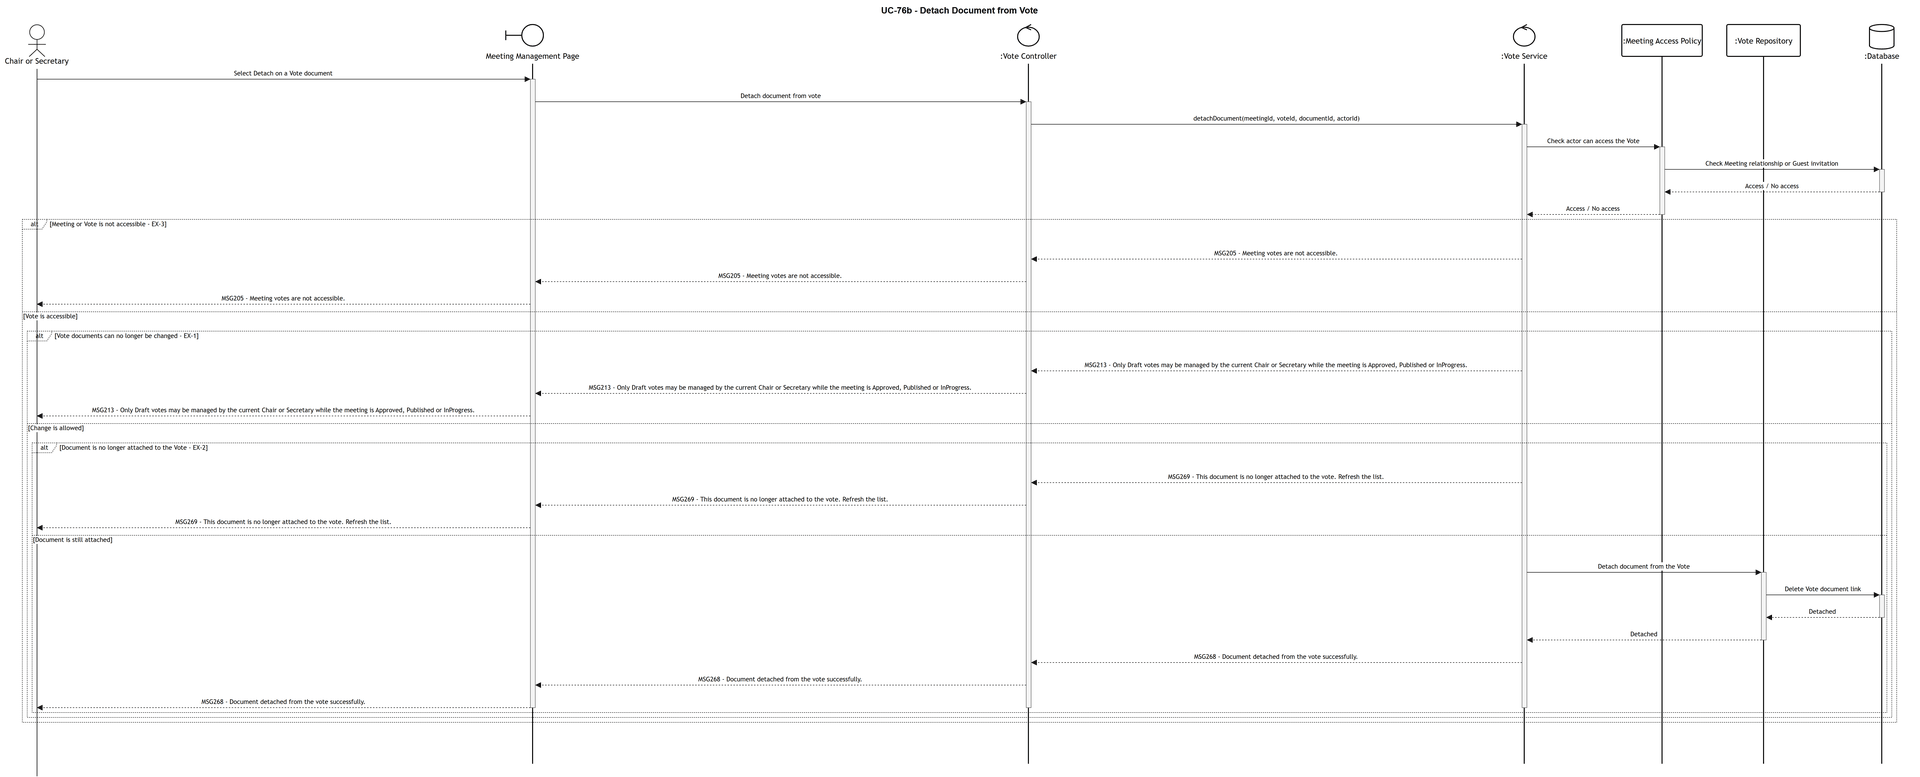 UC-76b - Detach Document from Vote
Chair or Secretary
Meeting Management Page
:Vote Controller
:Vote Service
:Meeting Access Policy
:Vote Repository
:Database
Select Detach on a Vote document
Detach document from vote
detachDocument(meetingId, voteId, documentId, actorId)
Check actor can access the Vote
Check Meeting relationship or Guest invitation
Access / No access
Access / No access
alt
[Meeting or Vote is not accessible - EX-3]
MSG205 - Meeting votes are not accessible.
MSG205 - Meeting votes are not accessible.
MSG205 - Meeting votes are not accessible.
[Vote is accessible]
alt
[Vote documents can no longer be changed - EX-1]
MSG213 - Only Draft votes may be managed by the current Chair or Secretary while the meeting is Approved, Published or InProgress.
MSG213 - Only Draft votes may be managed by the current Chair or Secretary while the meeting is Approved, Published or InProgress.
MSG213 - Only Draft votes may be managed by the current Chair or Secretary while the meeting is Approved, Published or InProgress.
[Change is allowed]
alt
[Document is no longer attached to the Vote - EX-2]
MSG269 - This document is no longer attached to the vote. Refresh the list.
MSG269 - This document is no longer attached to the vote. Refresh the list.
MSG269 - This document is no longer attached to the vote. Refresh the list.
[Document is still attached]
Detach document from the Vote
Delete Vote document link
Detached
Detached
MSG268 - Document detached from the vote successfully.
MSG268 - Document detached from the vote successfully.
MSG268 - Document detached from the vote successfully.